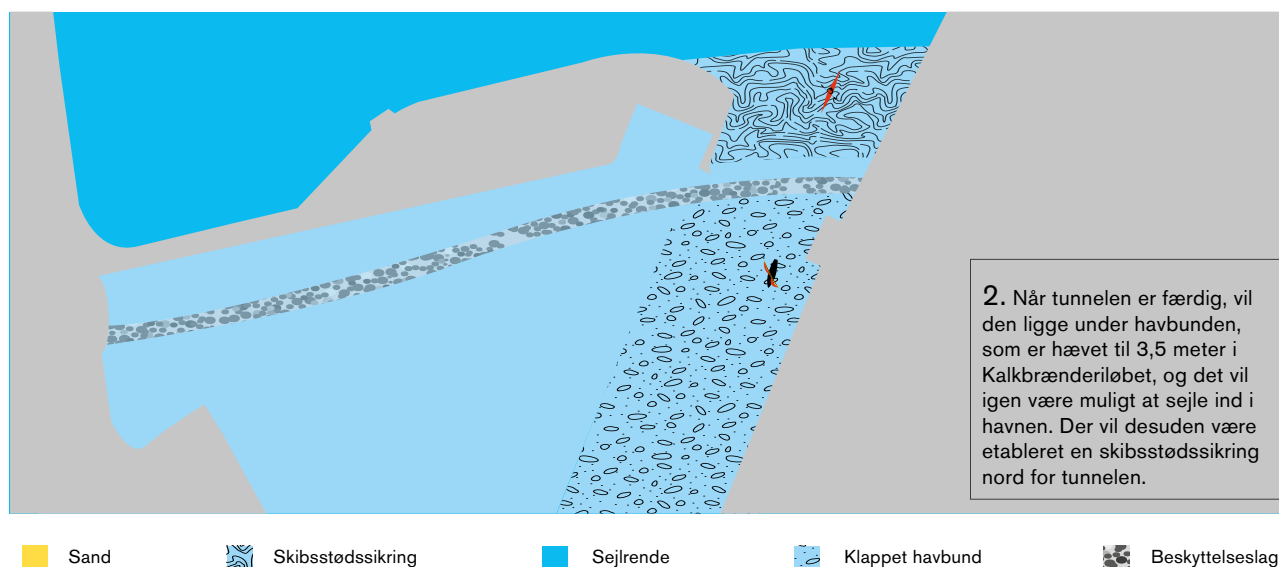 2. Når tunnelen er færdig, vil
den ligge under havbunden,
som er hævet til 3,5 meter i
Kalkbrænderiløbet, og det vil
igen være muligt at sejle ind i
havnen. Der vil desuden være
etableret en skibsstødssikring
nord for tunnelen.
Sand
Skibsstødssikring
Sejlrende
Klappet havbund
Beskyttelseslag